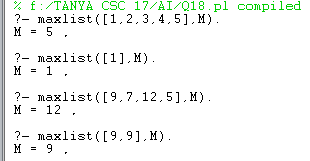 % f:/TANYA CSC 17/AI/Q18.pl compiled
?- maxlist([1,2,3,4,5],M).
M = 5 .
?- maxlist([1],M).
M = 1 .
?- maxlist([9,7,12,5],M).
M = 12 .
?- maxlist([9,9],M).
M = 9 .